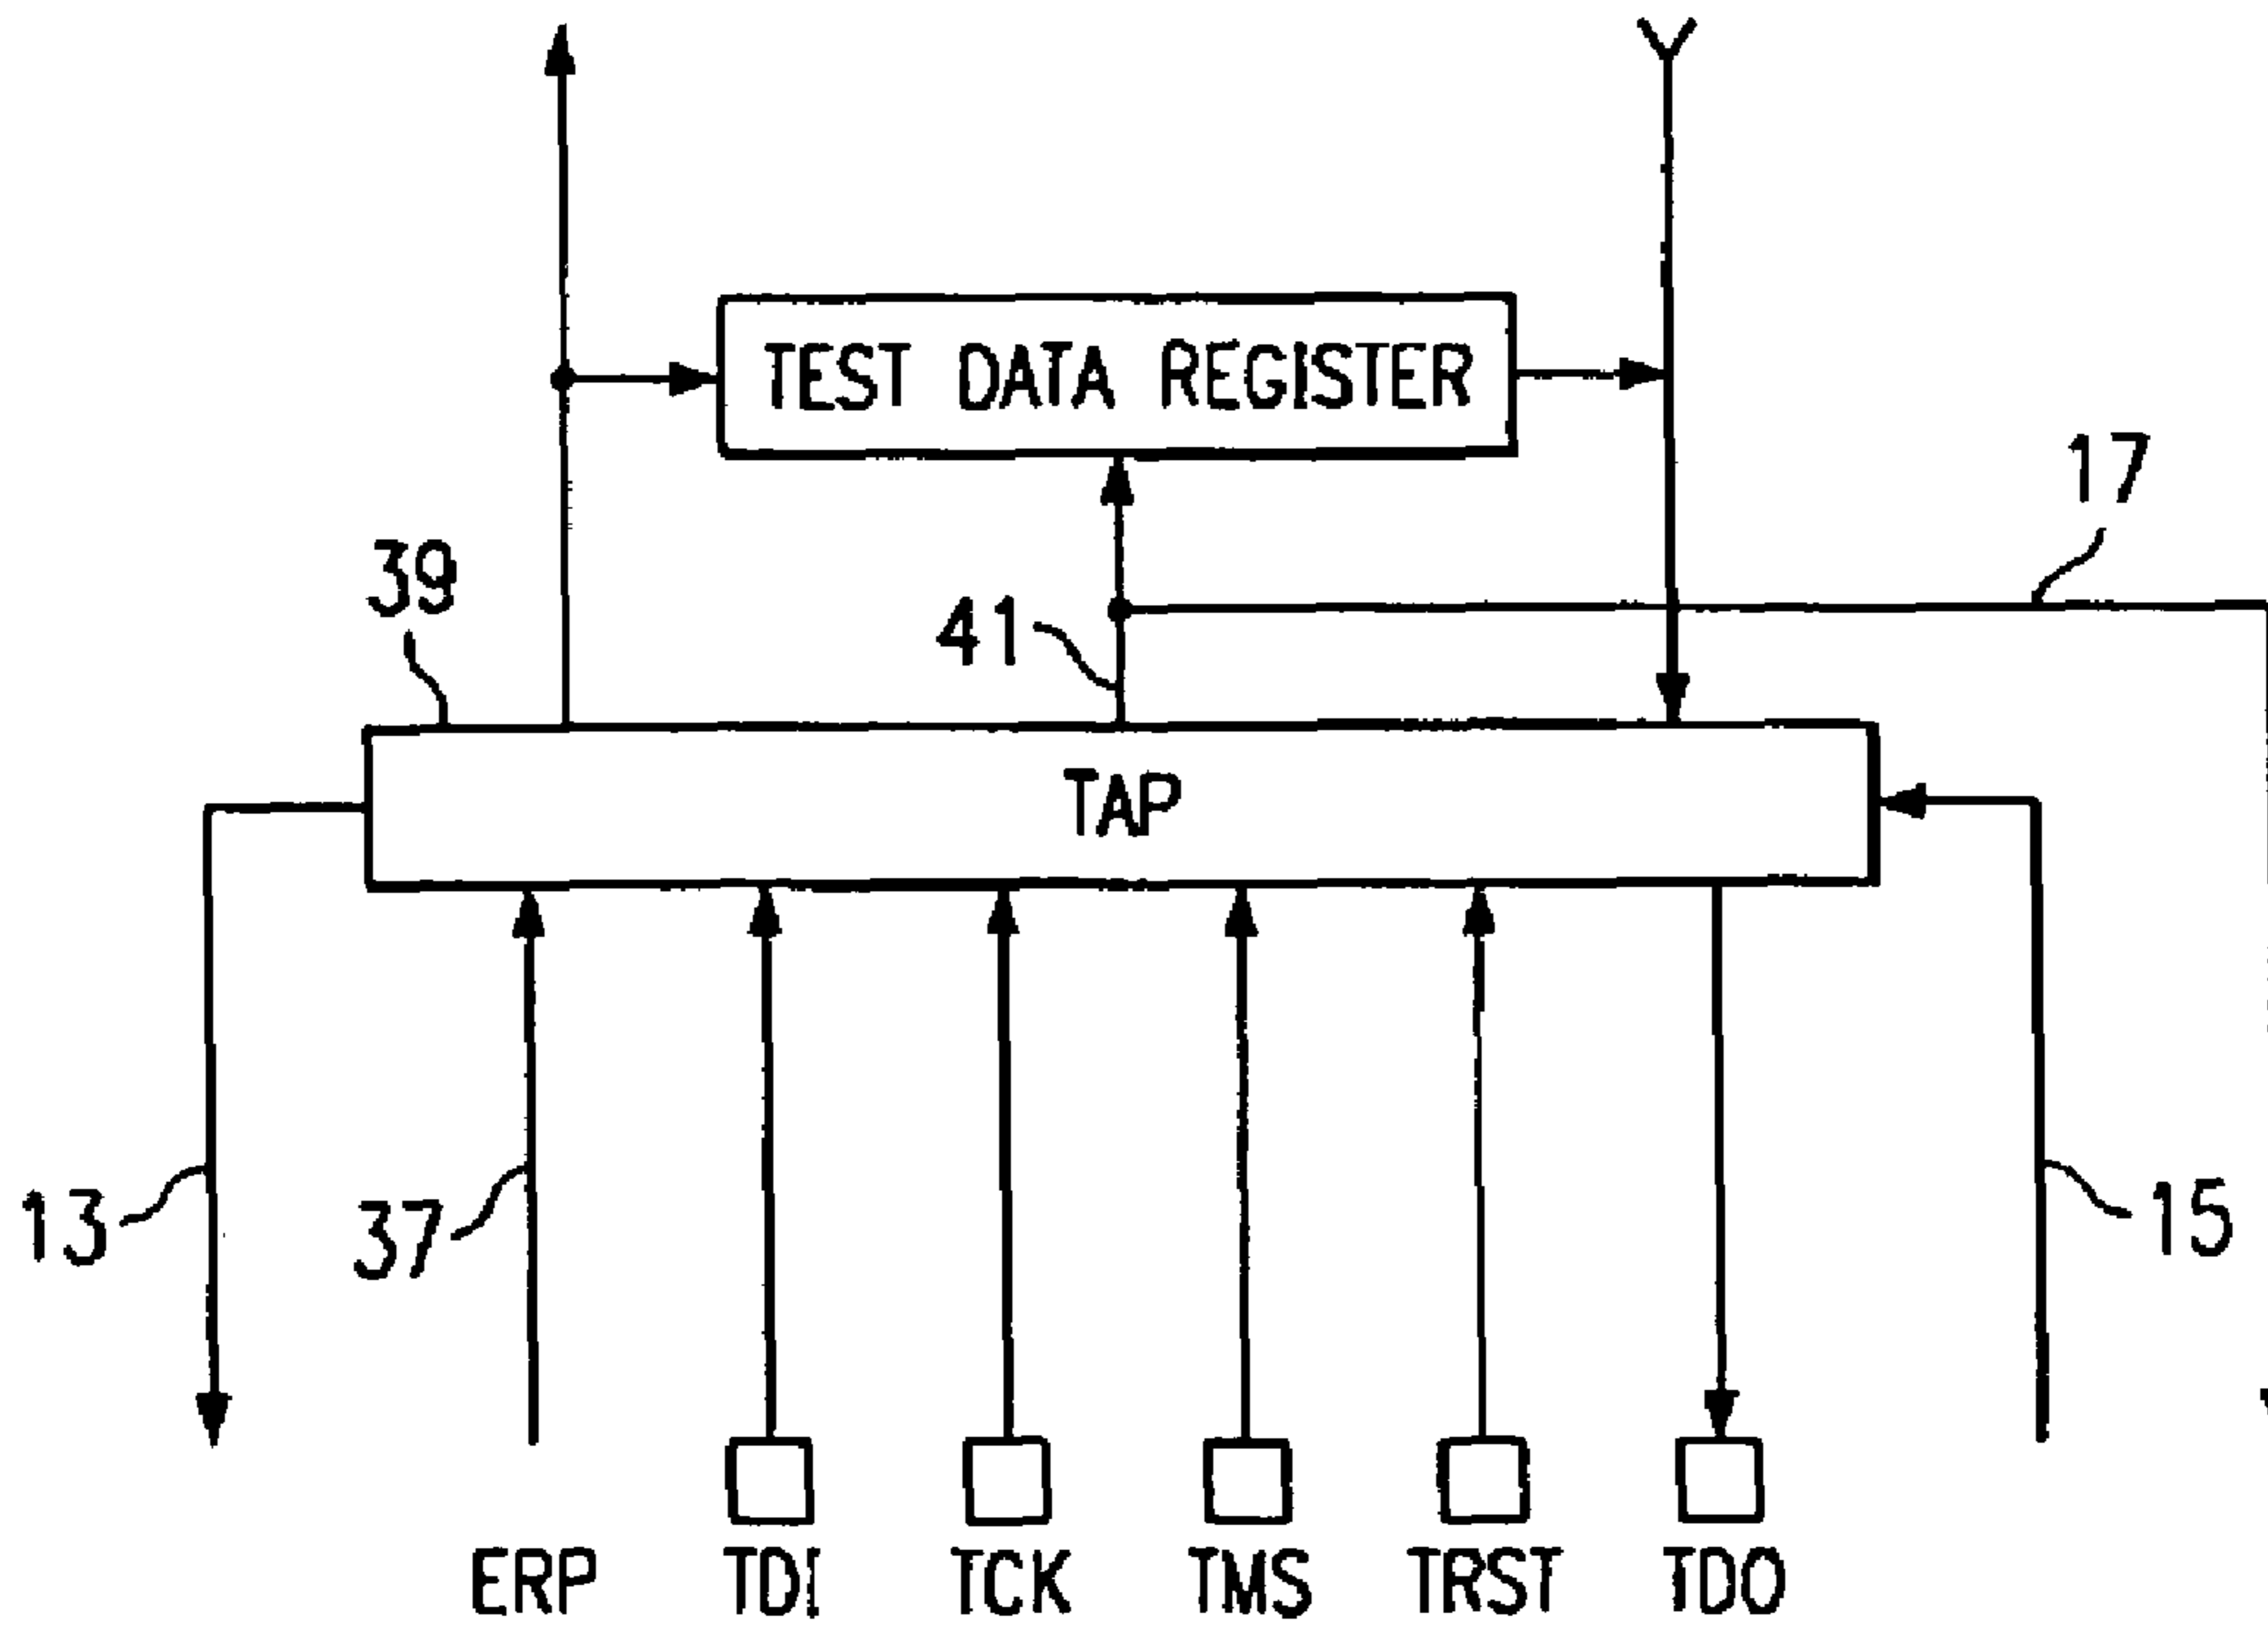 TEST DATA REGISTER
17
39
41
TAP
13
37
15
ERP TDI TCK TMS TRST TDO